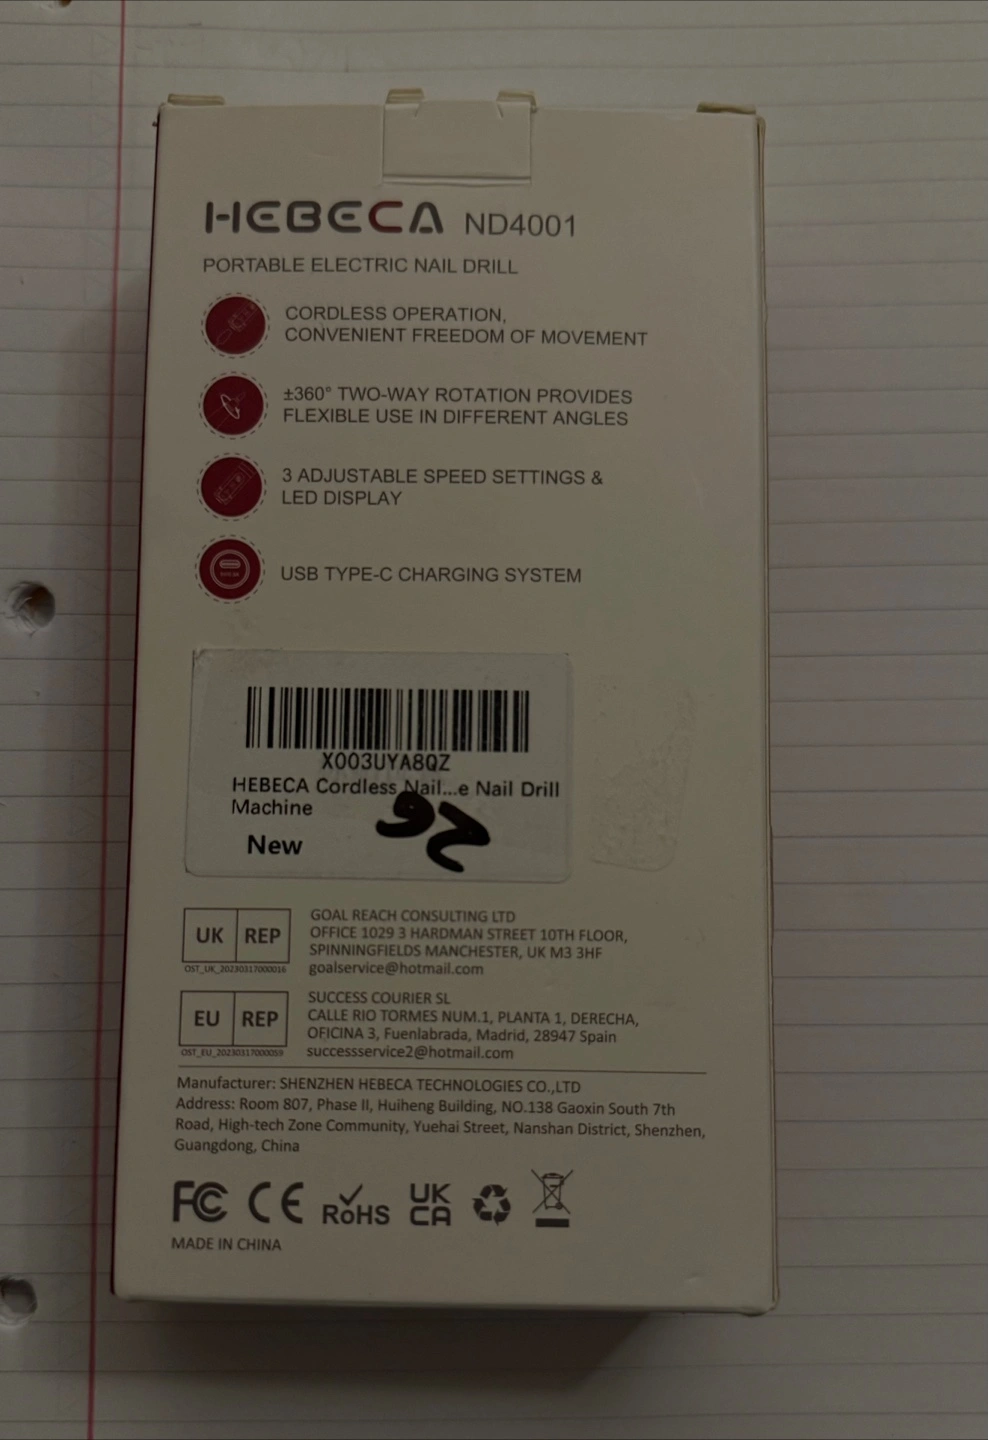 HEBECA ND4001
PORTABLE ELECTRIC NAIL DRILL
CORDLESS OPERATION,
CONVENIENT FREEDOM OF MOVEMENT
±360° TWO-WAY ROTATION PROVIDES
FLEXIBLE USE IN DIFFERENT ANGLES
3 ADJUSTABLE SPEED SETTINGS &
LED DISPLAY
USB TYPE-C CHARGING SYSTEM
X003UYA8QZ
HEBECA Cordless Nail...e Nail Drill
Machine
New
UK REP
OST_UK_20230317000016
GOAL REACH CONSULTING LTD
OFFICE 1029 3 HARDMAN STREET 10TH FLOOR,
SPINNINGFIELDS MANCHESTER, UK M3 3HF
goalservice@hotmail.com
EU REP
OST_EU_20230317000059
SUCCESS COURIER SL
CALLE RIO TORMES NUM.1, PLANTA 1, DERECHA,
OFICINA 3, Fuenlabrada, Madrid, 28947 Spain
successservice2@hotmail.com
Manufacturer: SHENZHEN HEBECA TECHNOLOGIES CO.,LTD
Address: Room 807, Phase II, Huiheng Building, NO.138 Gaoxin South 7th
Road, High-tech Zone Community, Yuehai Street, Nanshan District, Shenzhen,
Guangdong, China
FC CE RoHS UK
CA
MADE IN CHINA